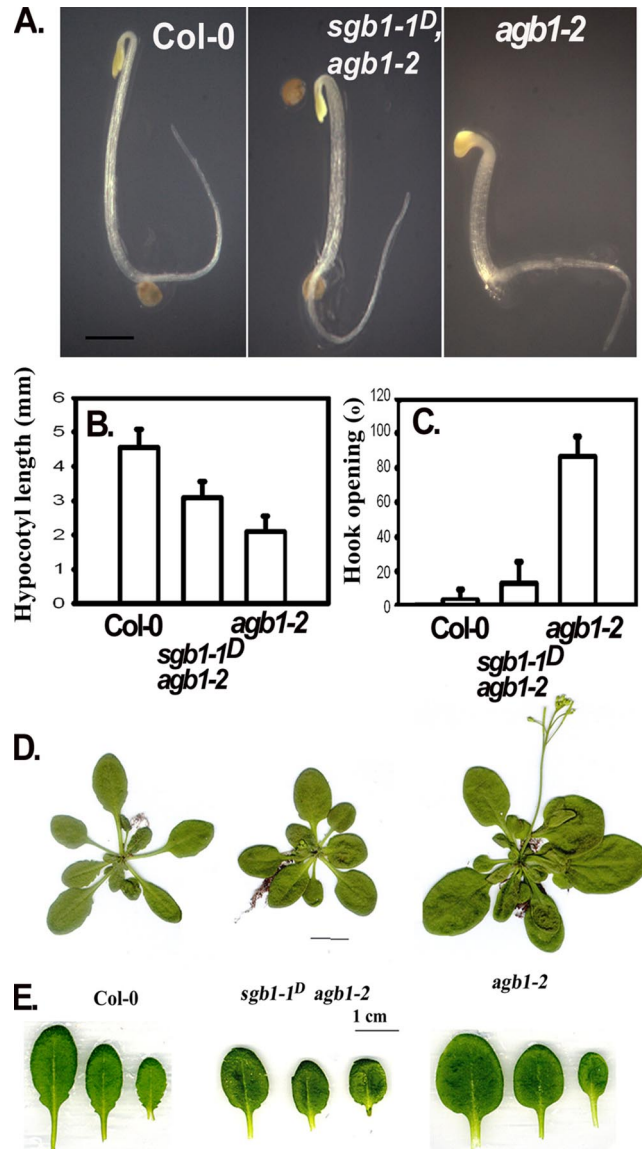 A.
Col-0
sgb1-1D,
agb1-2
agb1-2
B.
Hypocotyl length (mm)
6
5
4
3
2
1
0
Col-0
agb1-2
sgb1-1D
agb1-2
C.
Hook opening (o)
120
100
80
60
40
20
0
Col-0
agb1-2
sgb1-1D
agb1-2
D.
E.
Col-0
sgb1-1D agb1-2
agb1-2
1 cm